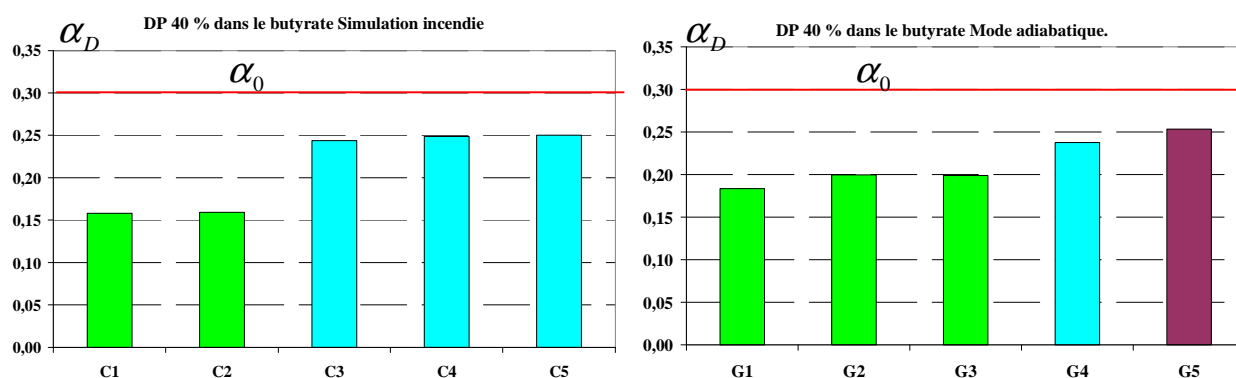 DP 40 % dans le butyrate Simulation incendie
α_D
0,35
0,30
0,25
0,20
0,15
0,10
0,05
0,00
α_0
C1 C2 C3 C4 C5
DP 40 % dans le butyrate Mode adiabatique.
α_D
0,35
0,30
0,25
0,20
0,15
0,10
0,05
0,00
α_0
G1 G2 G3 G4 G5